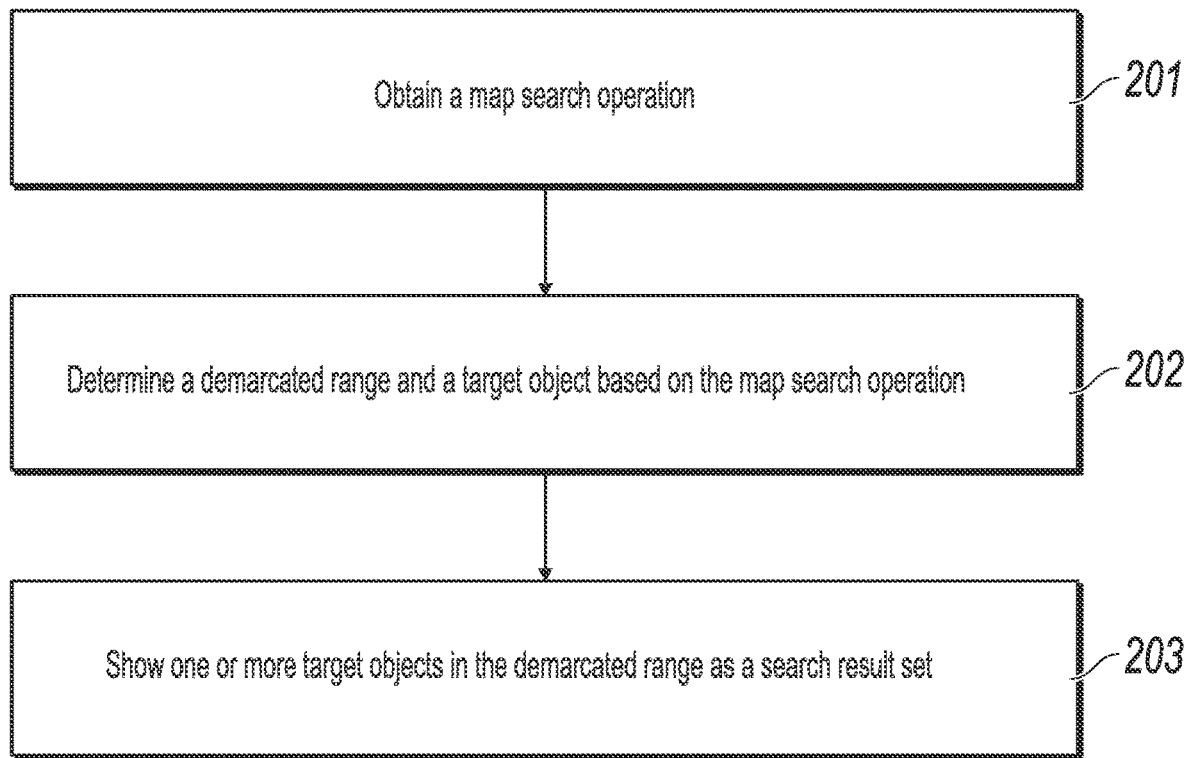 Obtain a map search operation
201
Determine a demarcated range and a target object based on the map search operation
202
Show one or more target objects in the demarcated range as a search result set
203